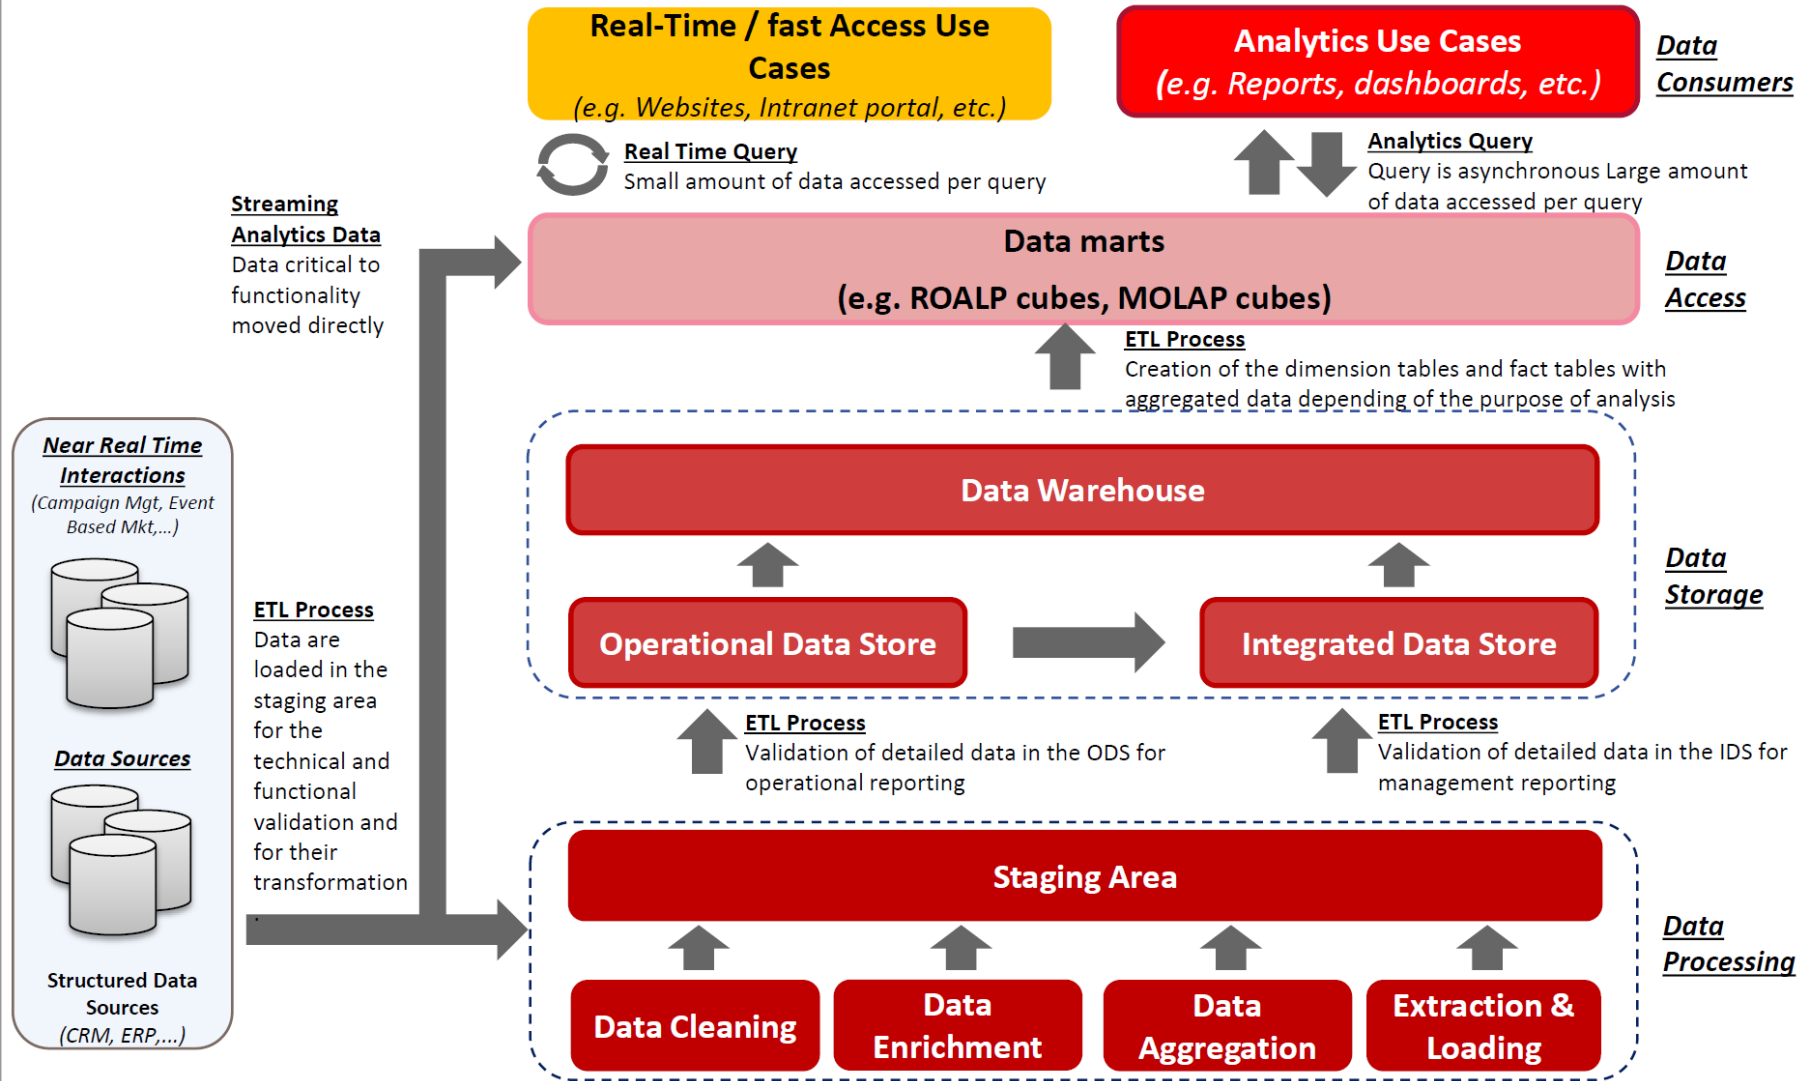 Real-Time / fast Access Use
Cases
(e.g. Websites, Intranet portal, etc.)
Analytics Use Cases
(e.g. Reports, dashboards, etc.)
Data
Consumers
Real Time Query
Small amount of data accessed per query
Analytics Query
Query is asynchronous Large amount
of data accessed per query
Streaming
Analytics Data
Data critical to
functionality
moved directly
Data marts
(e.g. ROALP cubes, MOLAP cubes)
Data
Access
ETL Process
Creation of the dimension tables and fact tables with
aggregated data depending of the purpose of analysis
Near Real Time
Interactions
(Campaign Mgt, Event
Based Mkt,...)
Data Sources
Structured Data
Sources
(CRM, ERP,...)
ETL Process
Data are
loaded in the
staging area
for the
technical and
functional
validation and
for their
transformation
.
Data Warehouse
Operational Data Store
Integrated Data Store
Data
Storage
ETL Process
Validation of detailed data in the ODS for
operational reporting
ETL Process
Validation of detailed data in the IDS for
management reporting
Staging Area
Data Cleaning
Data
Enrichment
Data
Aggregation
Extraction &
Loading
Data
Processing